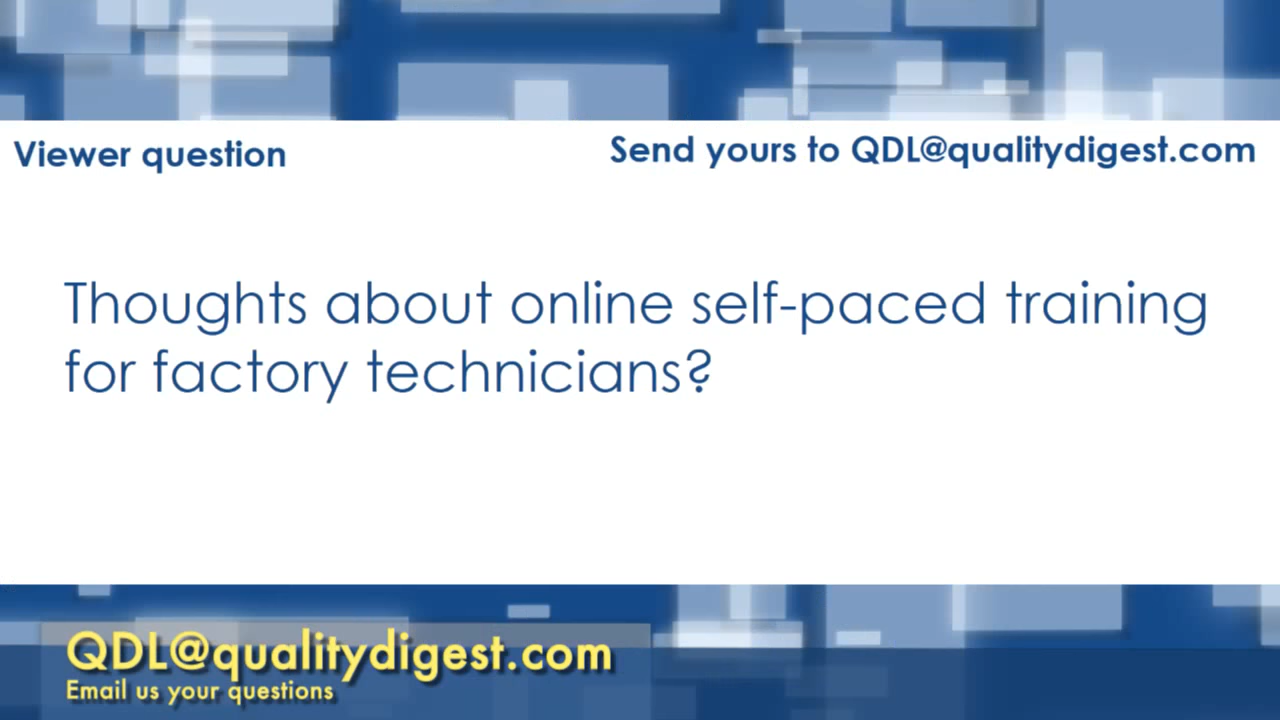 Viewer question
Send yours to QDL@qualitydigest.com
Thoughts about online self-paced training
for factory technicians?
QDL@qualitydigest.com
Email us your questions